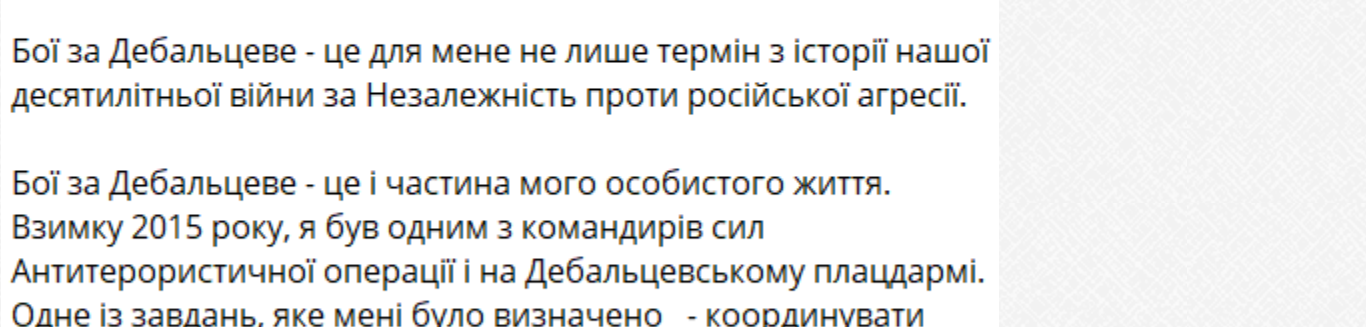 Бої за Дебальцеве - це для мене не лише термін з історії нашої
десятилітньої війни за Незалежність проти російської агресії.
Бої за Дебальцеве - це і частина мого особистого життя.
Взимку 2015 року, я був одним з командирів сил
Антитерористичної операції і на Дебальцевському плацдармі.
Одне із завдань, яке мені було визначено - координувати